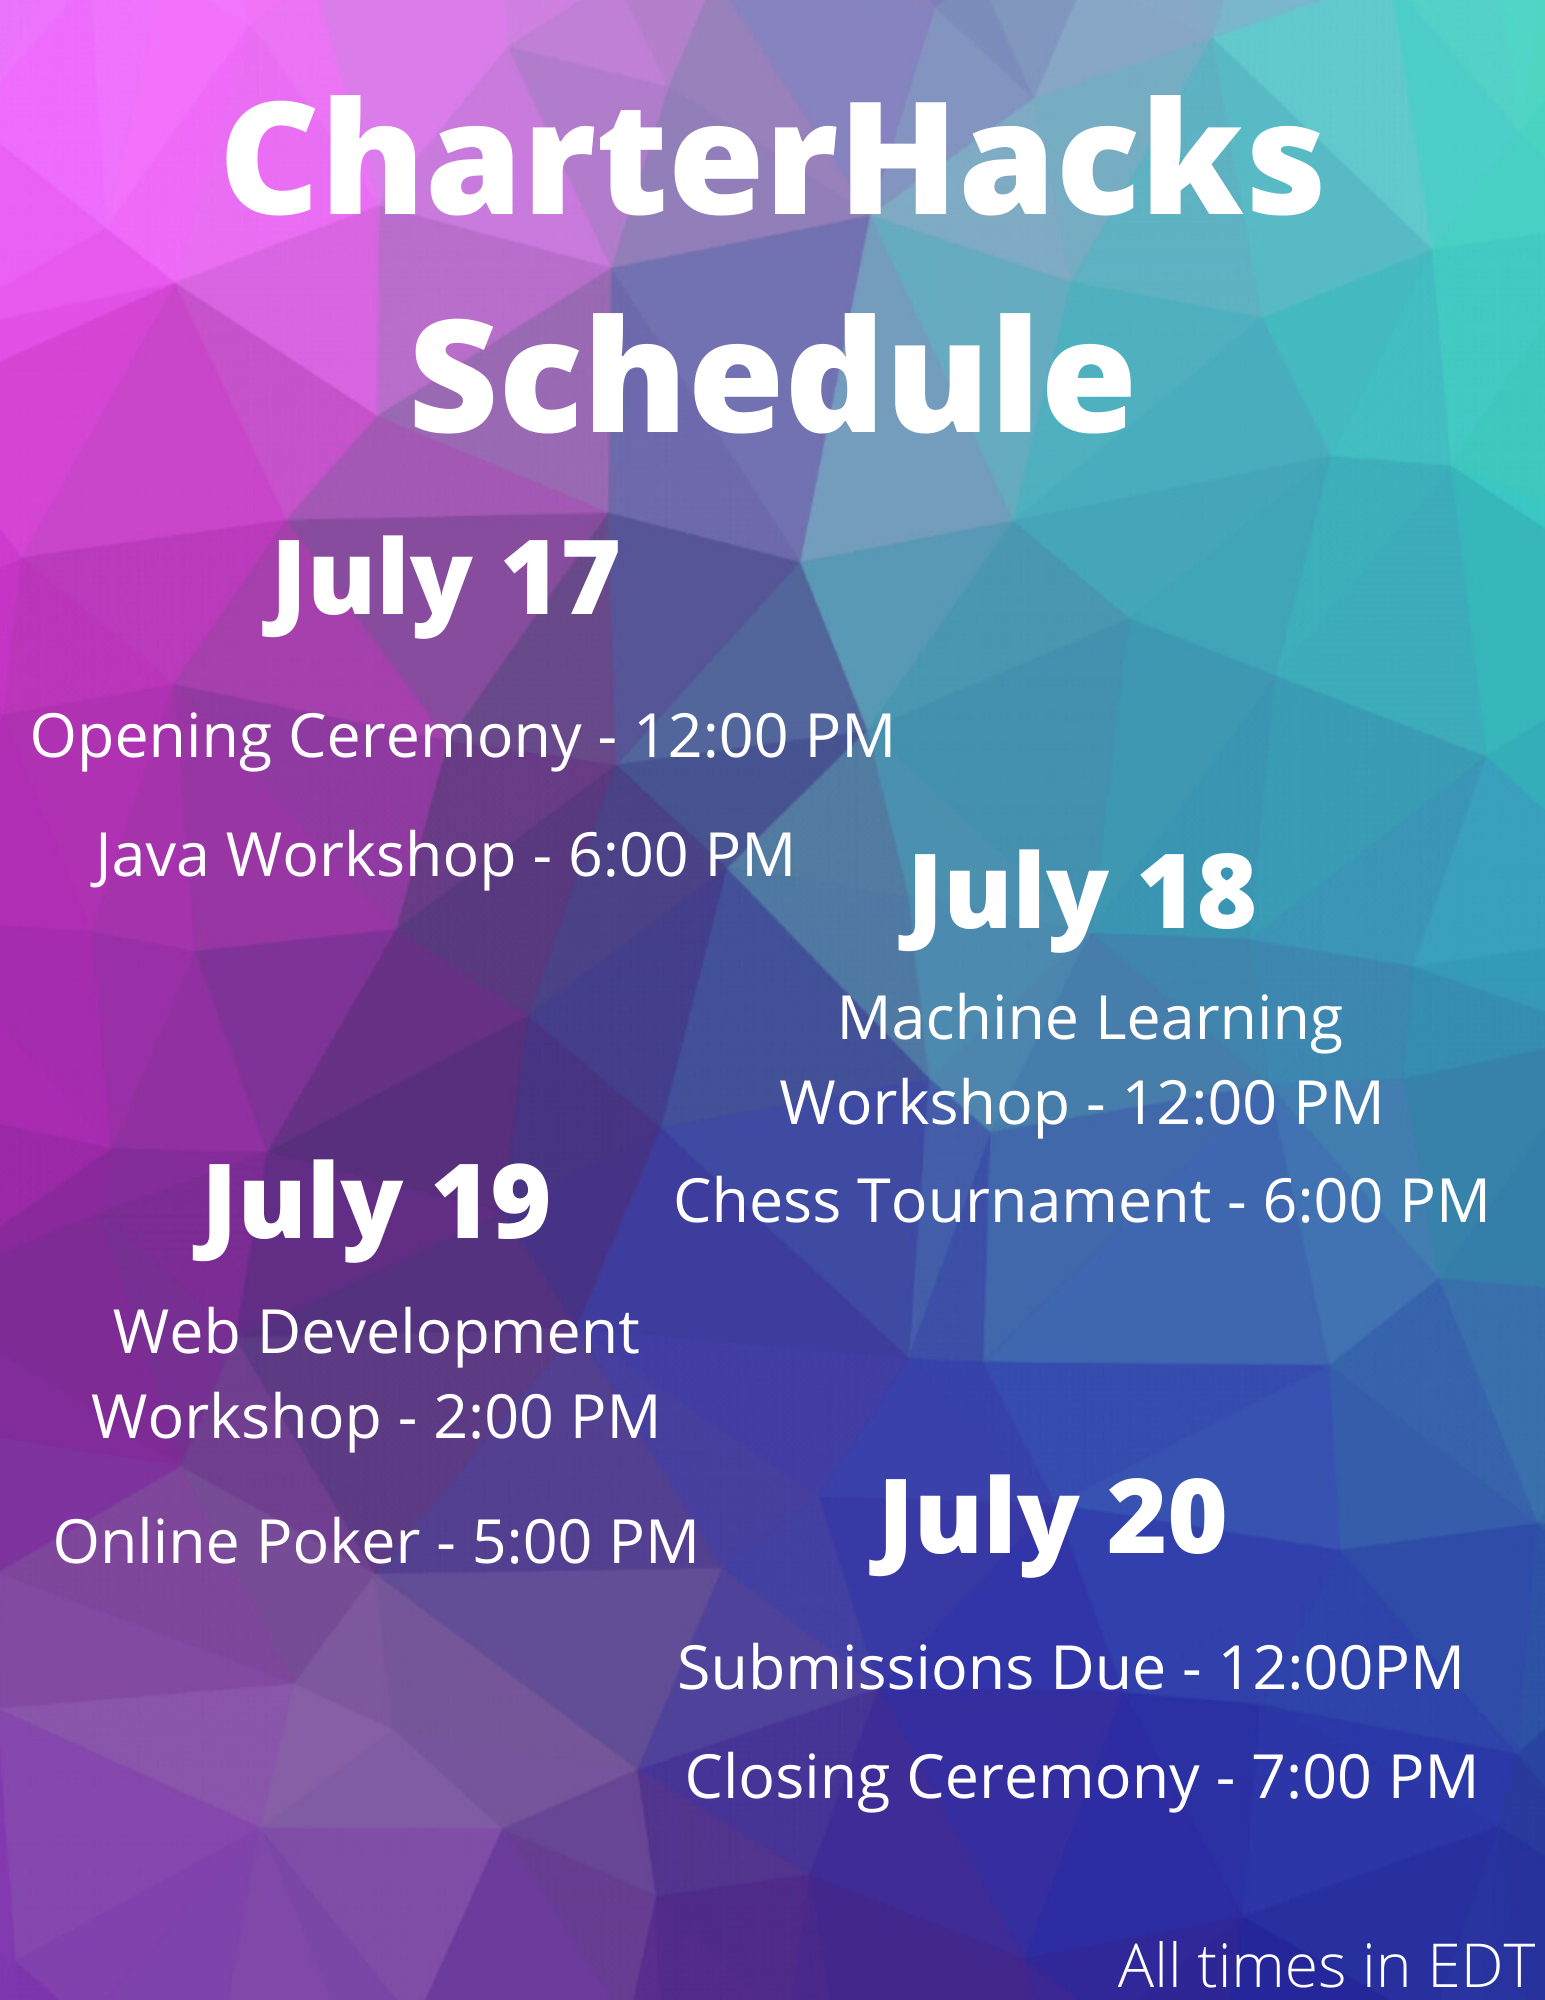 CharterHacks
Schedule
July 17
Opening Ceremony - 12:00 PM
Java Workshop - 6:00 PM
July 18
Machine Learning
Workshop - 12:00 PM
Chess Tournament - 6:00 PM
July 19
Web Development
Workshop - 2:00 PM
Online Poker - 5:00 PM
July 20
Submissions Due - 12:00PM
Closing Ceremony - 7:00 PM
All times in EDT